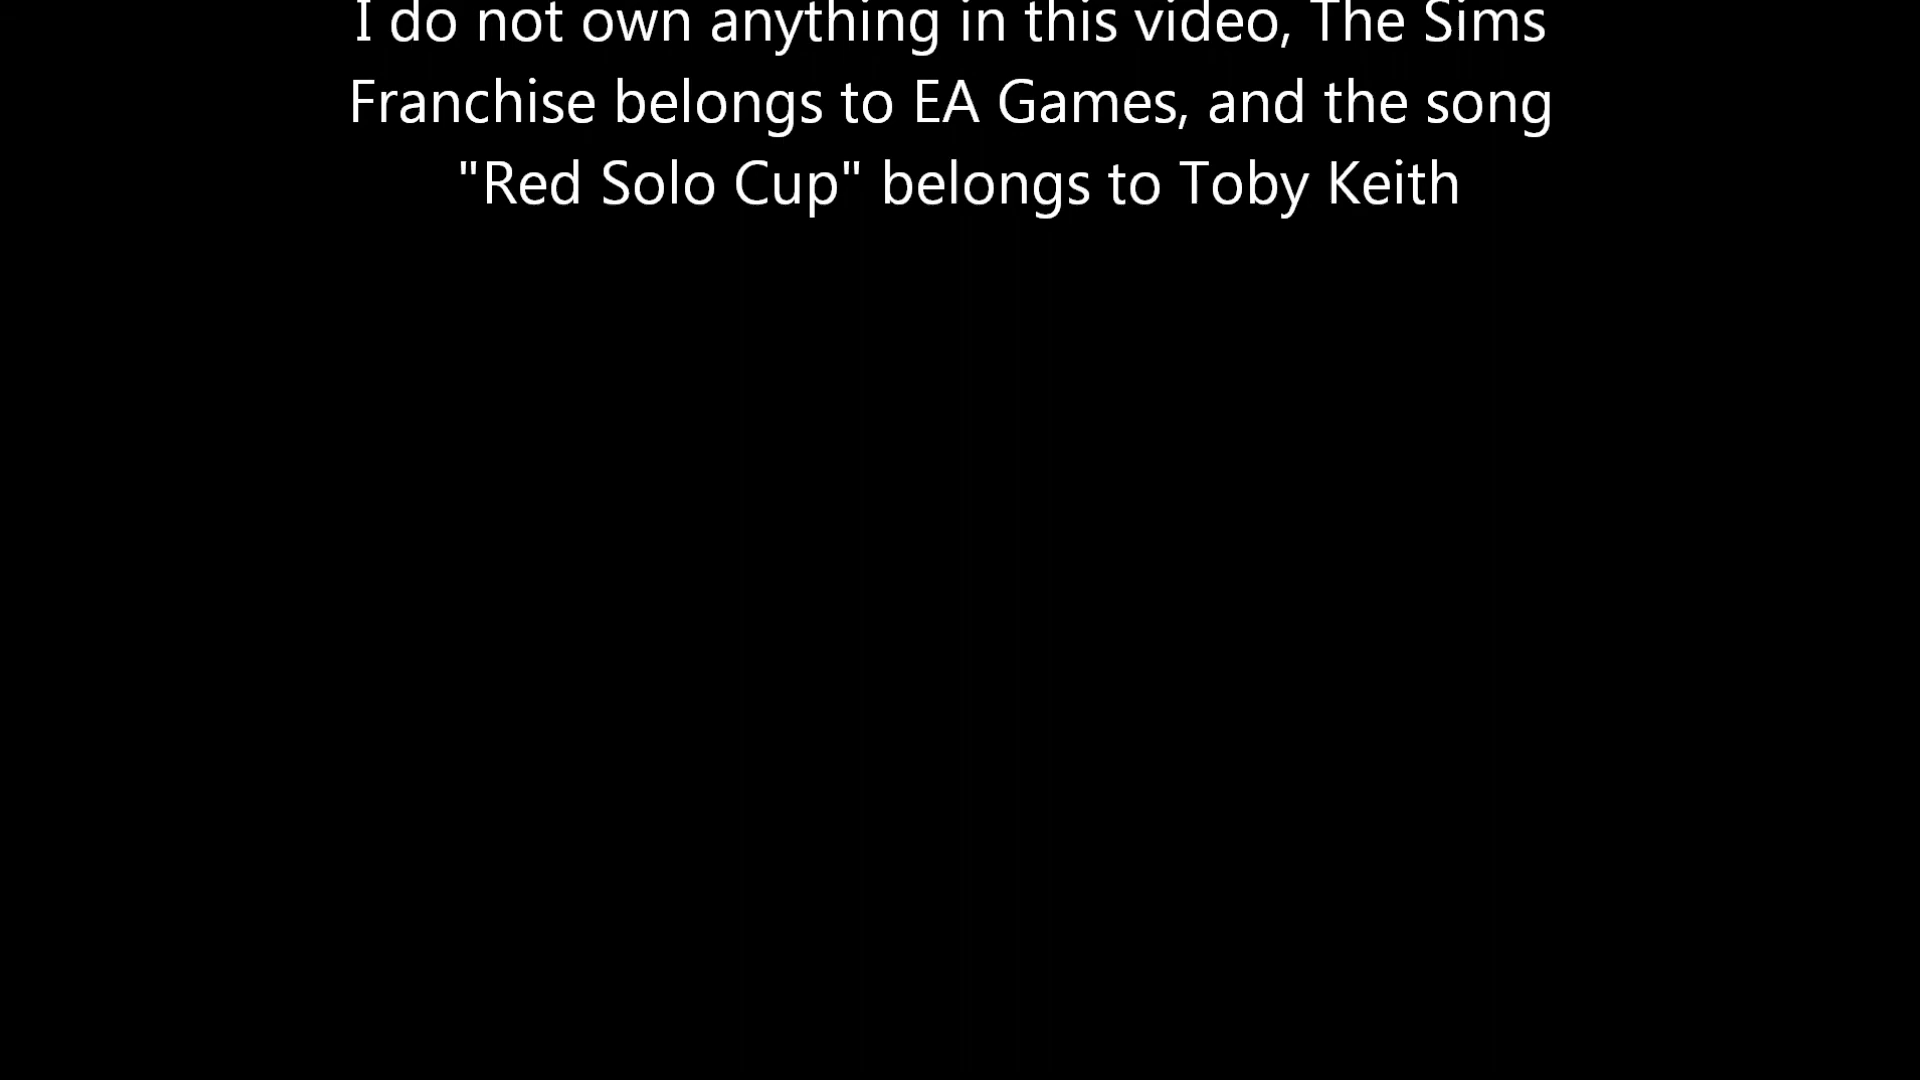 I do not own anything in this video, The Sims
Franchise belongs to EA Games, and the song
"Red Solo Cup" belongs to Toby Keith